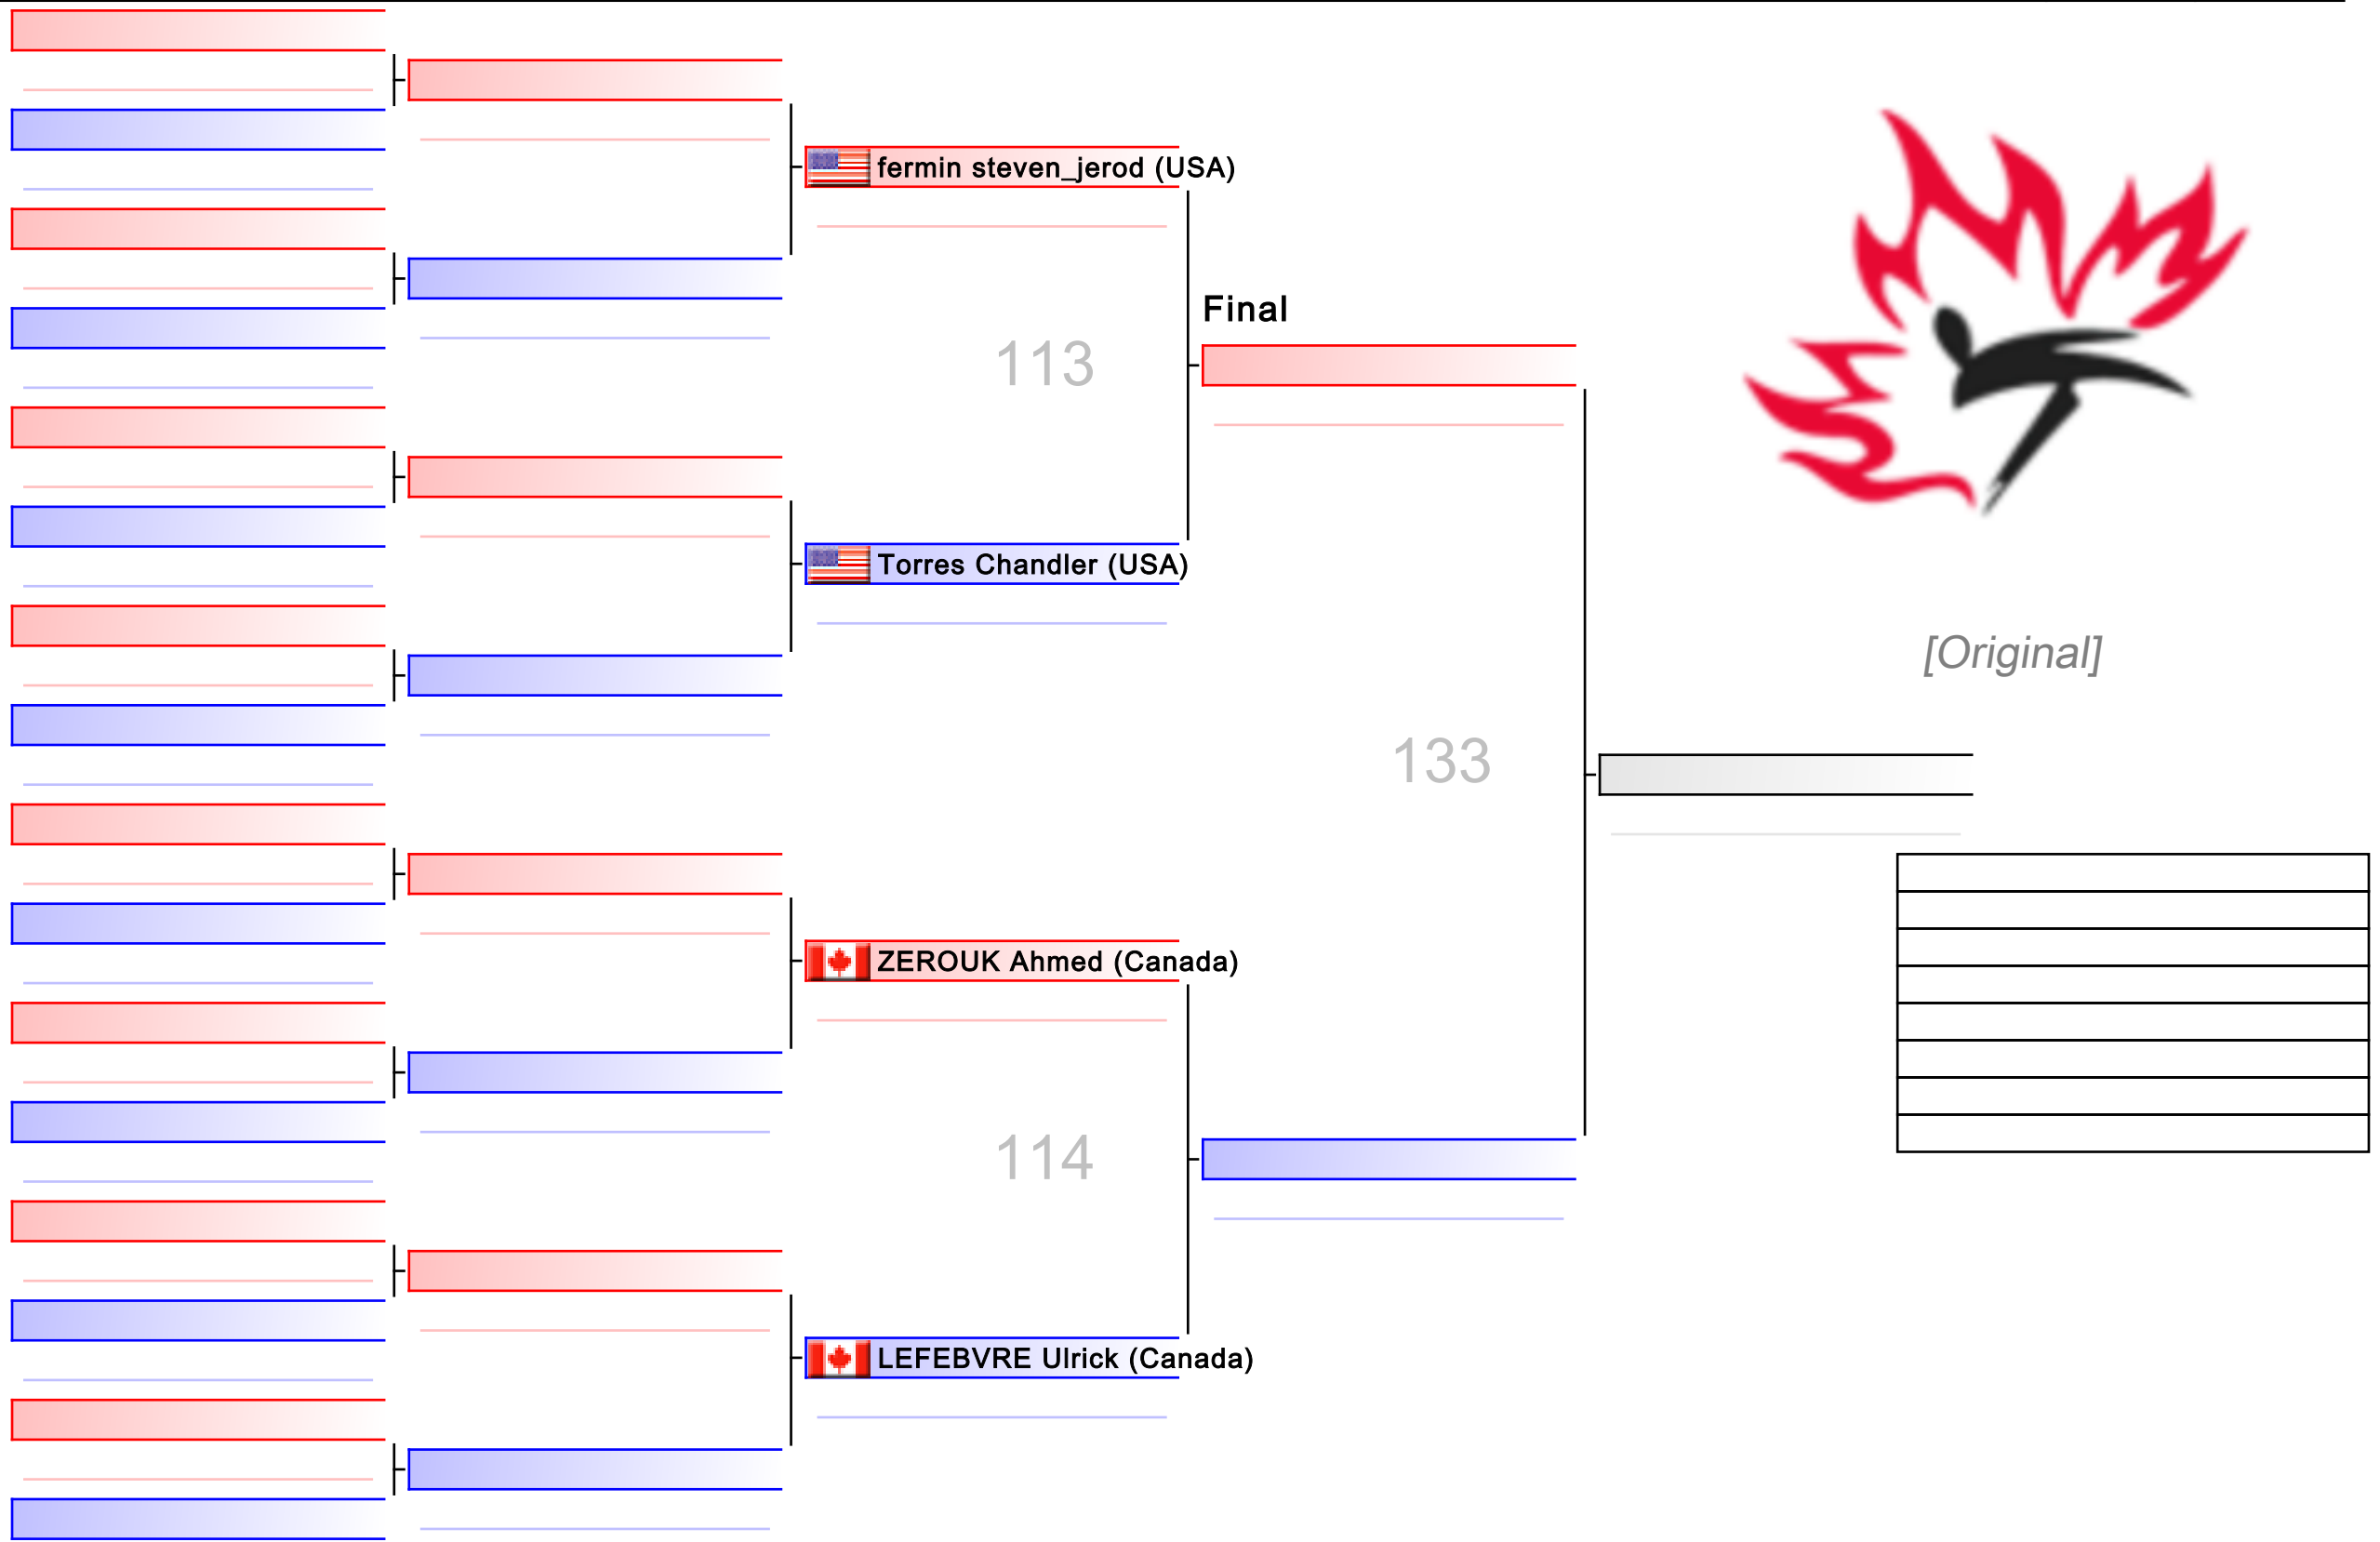 fermin steven_jerod (USA)
Final
113
Torres Chandler (USA)
[Original]
133
ZEROUK Ahmed (Canada)
114
LEFEBVRE Ulrick (Canada)